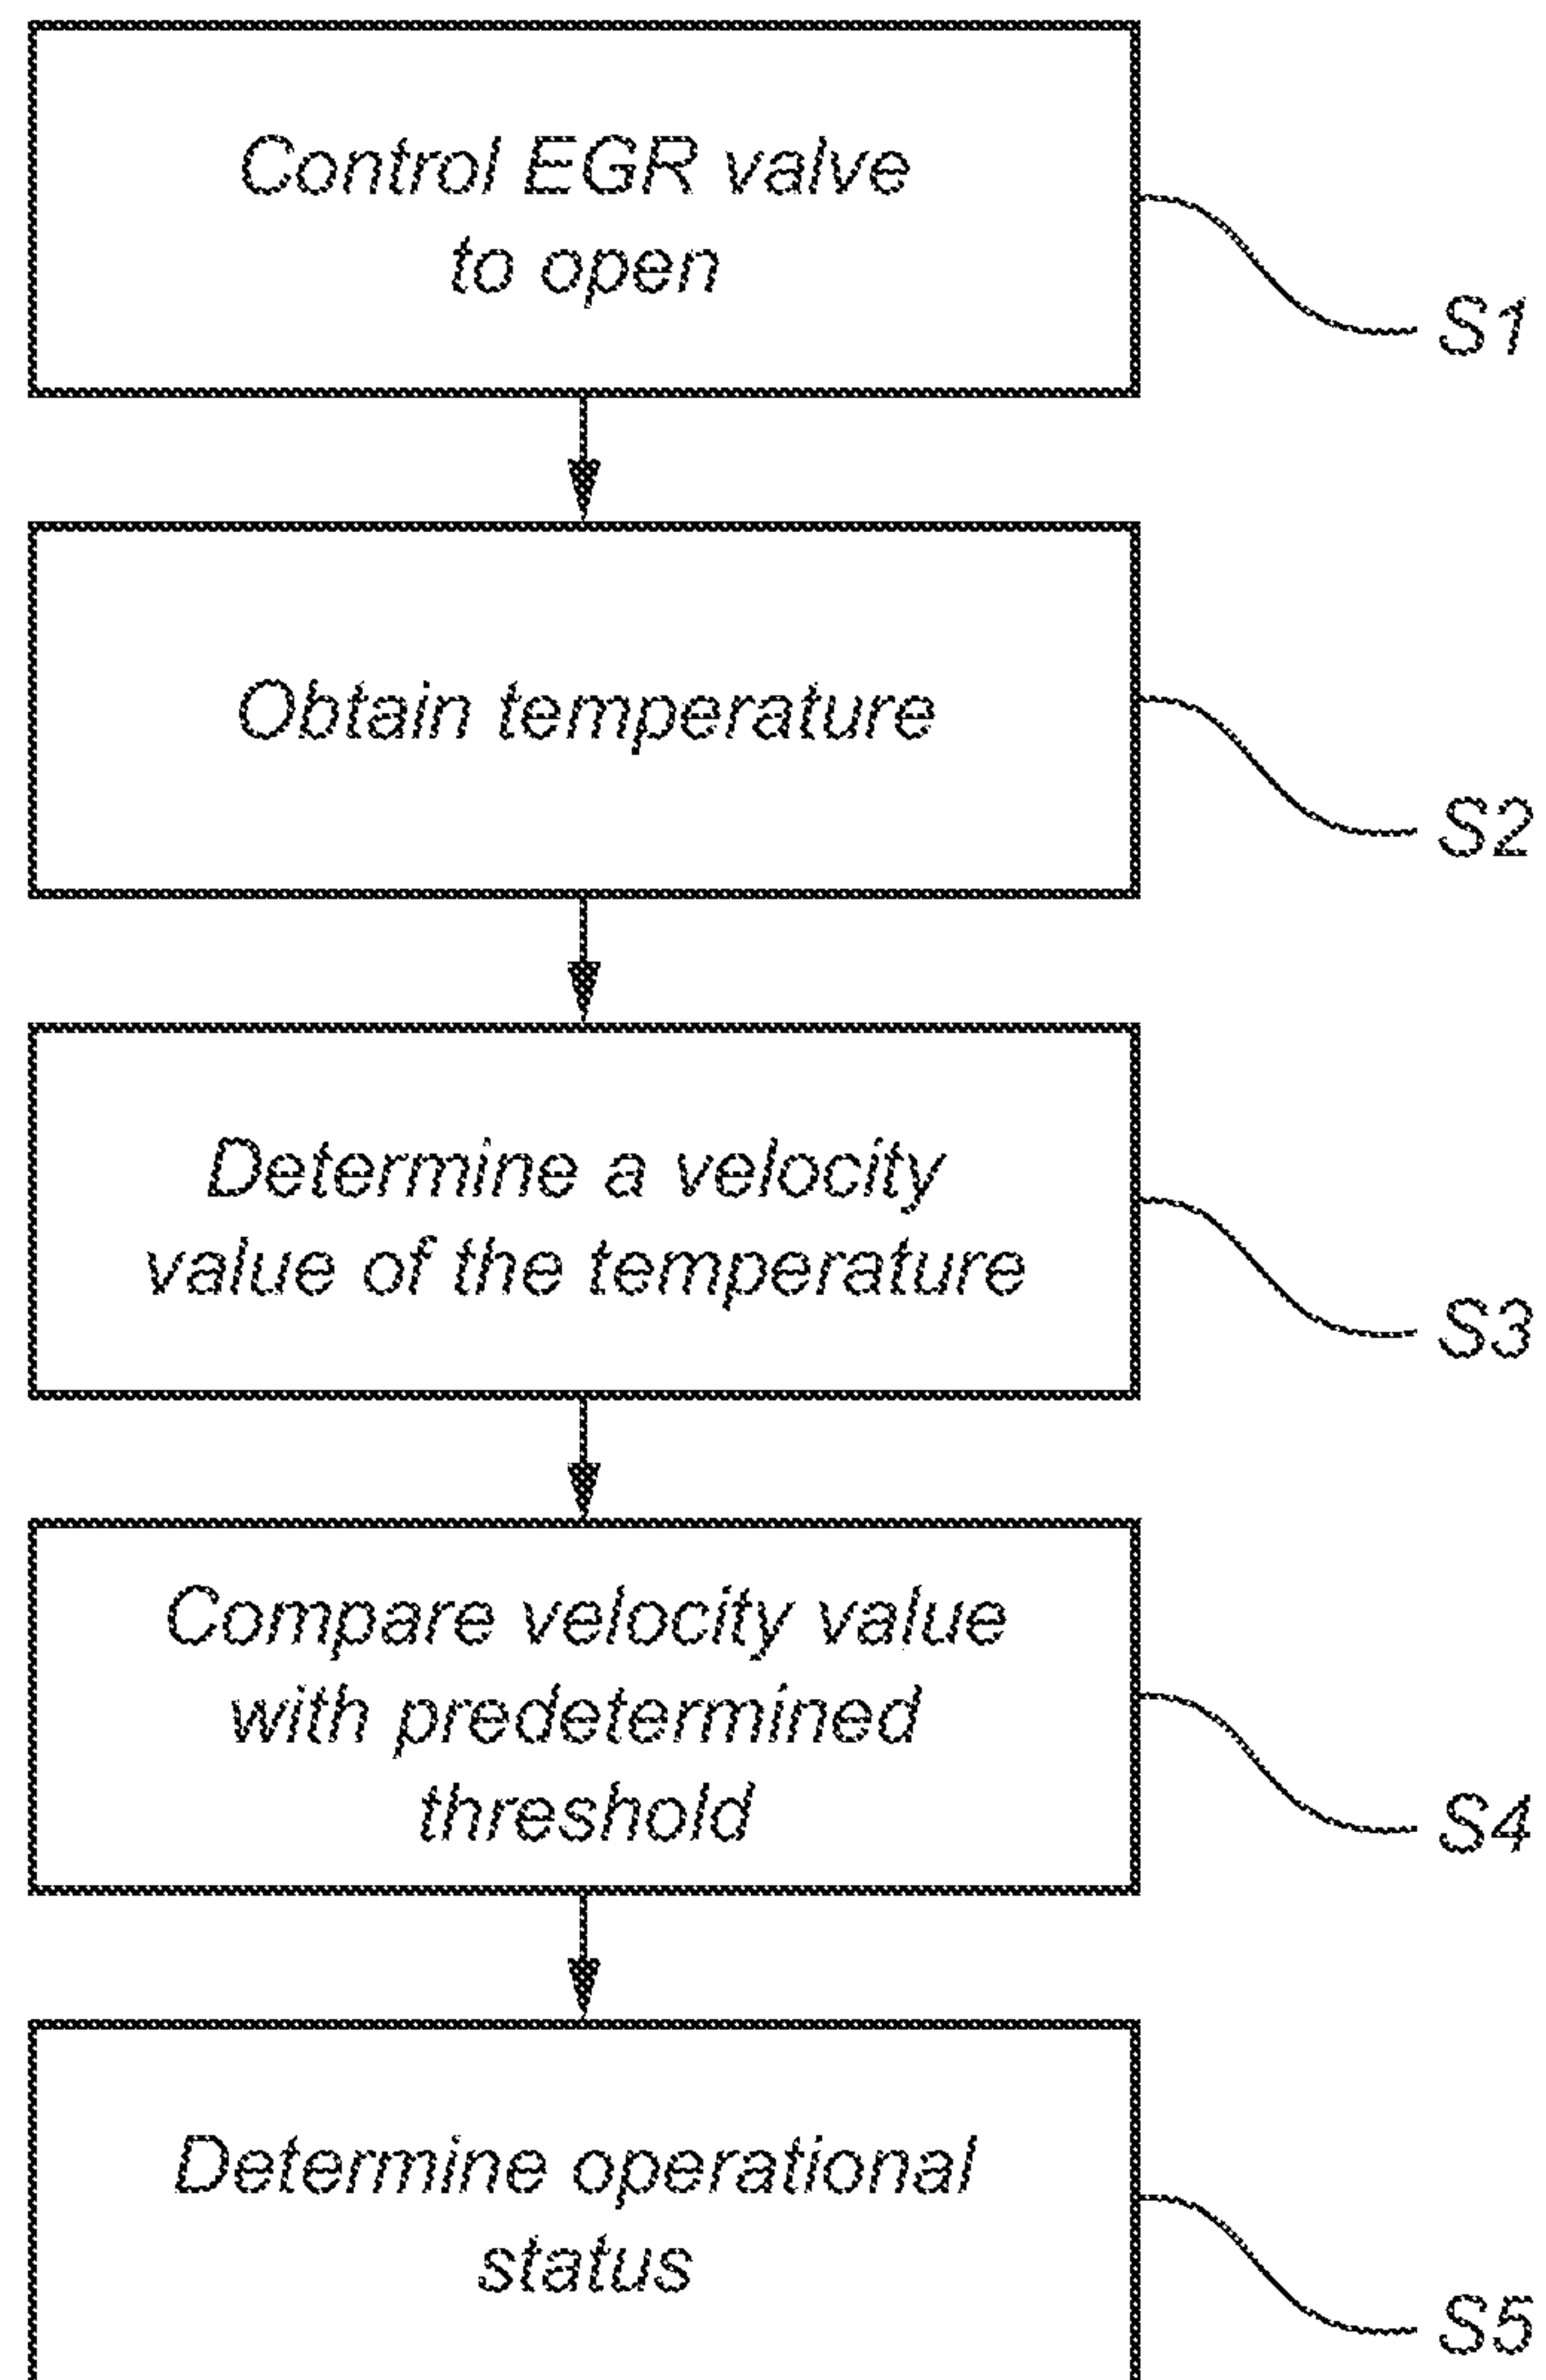 Control EGR valve
to open
S1
Obtain temperature
S2
Determine a velocity
value of the temperature
S3
Compare velocity value
with predetermined
threshold
S4
Determine operational
status
S5